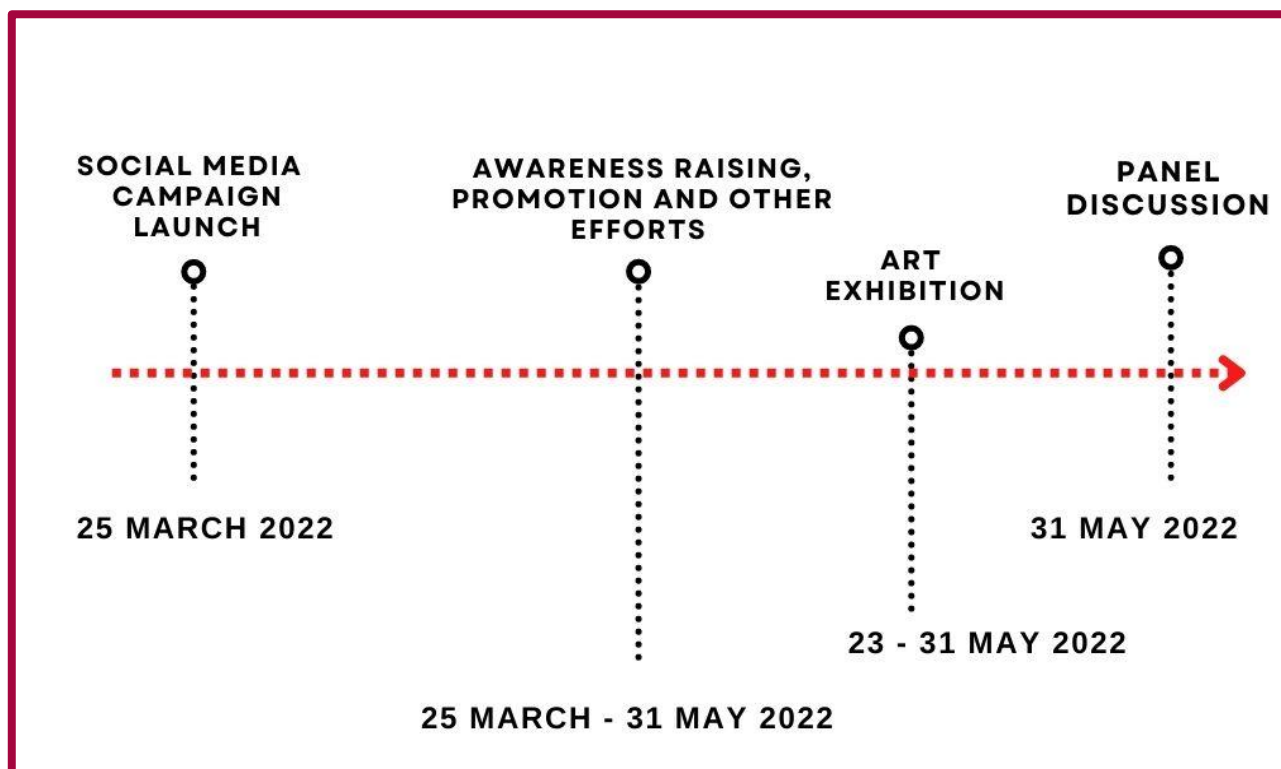 SOCIAL MEDIA
CAMPAIGN
LAUNCH
25 MARCH 2022
AWARENESS RAISING,
PROMOTION AND OTHER
EFFORTS
25 MARCH - 31 MAY 2022
ART
EXHIBITION
23 - 31 MAY 2022
PANEL
DISCUSSION
31 MAY 2022